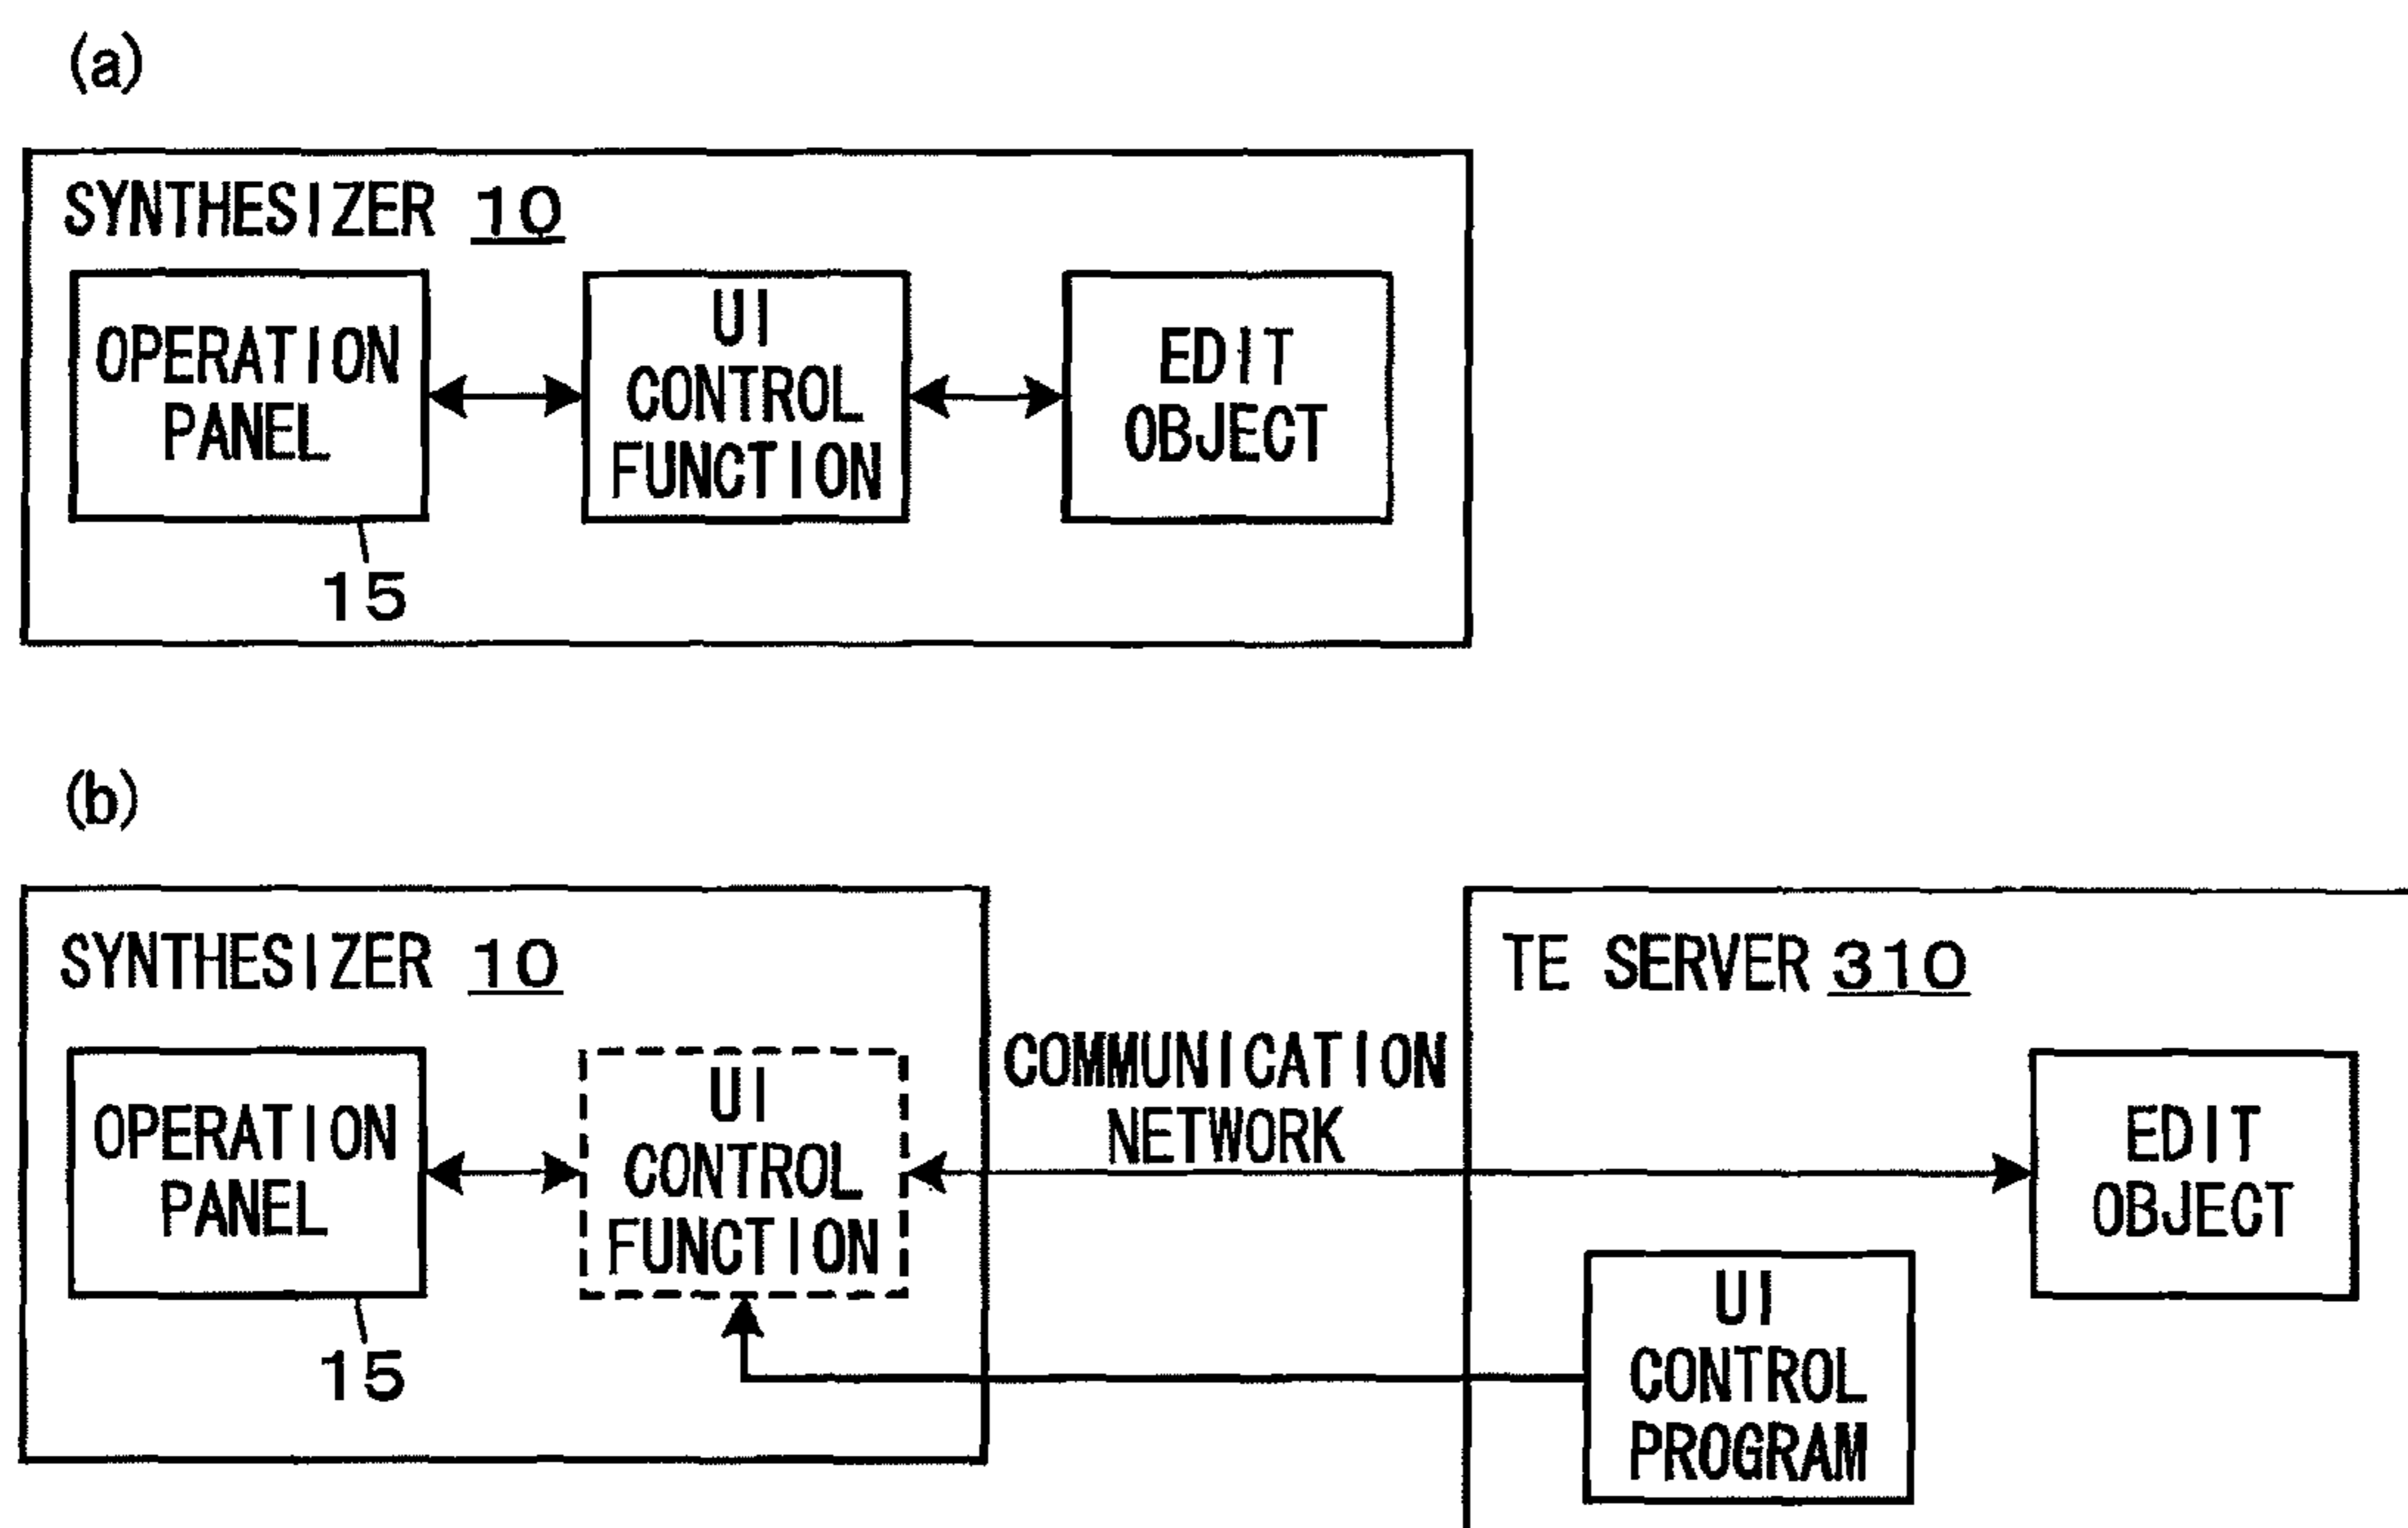 (a)
SYNTHESIZER 10
OPERATION
PANEL
UI
CONTROL
FUNCTION
EDIT
OBJECT
15
(b)
SYNTHESIZER 10
OPERATION
PANEL
UI
CONTROL
FUNCTION
15
COMMUNICATION
NETWORK
TE SERVER 310
EDIT
OBJECT
UI
CONTROL
PROGRAM